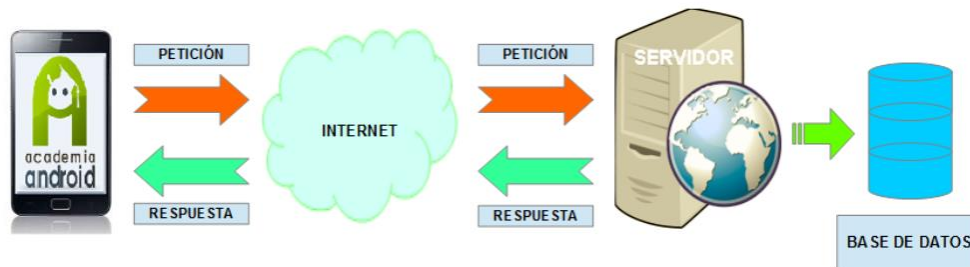 academia
android
PETICIÓN
RESPUESTA
INTERNET
PETICIÓN
RESPUESTA
SERVIDOR
BASE DE DATOS